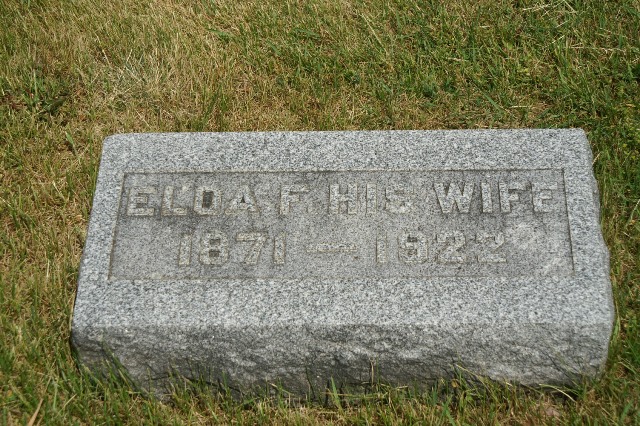 ELDA F. HIS WIFE
1871 — 1922